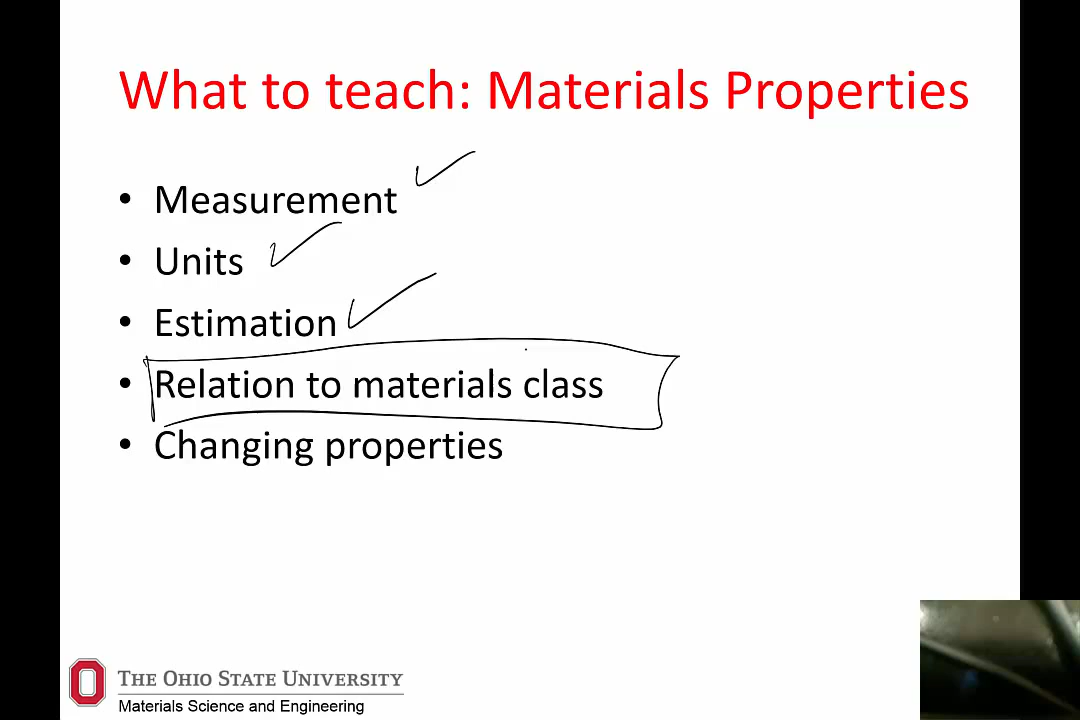 What to teach: Materials Properties
• Measurement
• Units
• Estimation
• Relation to materials class
• Changing properties
THE OHIO STATE UNIVERSITY
Materials Science and Engineering